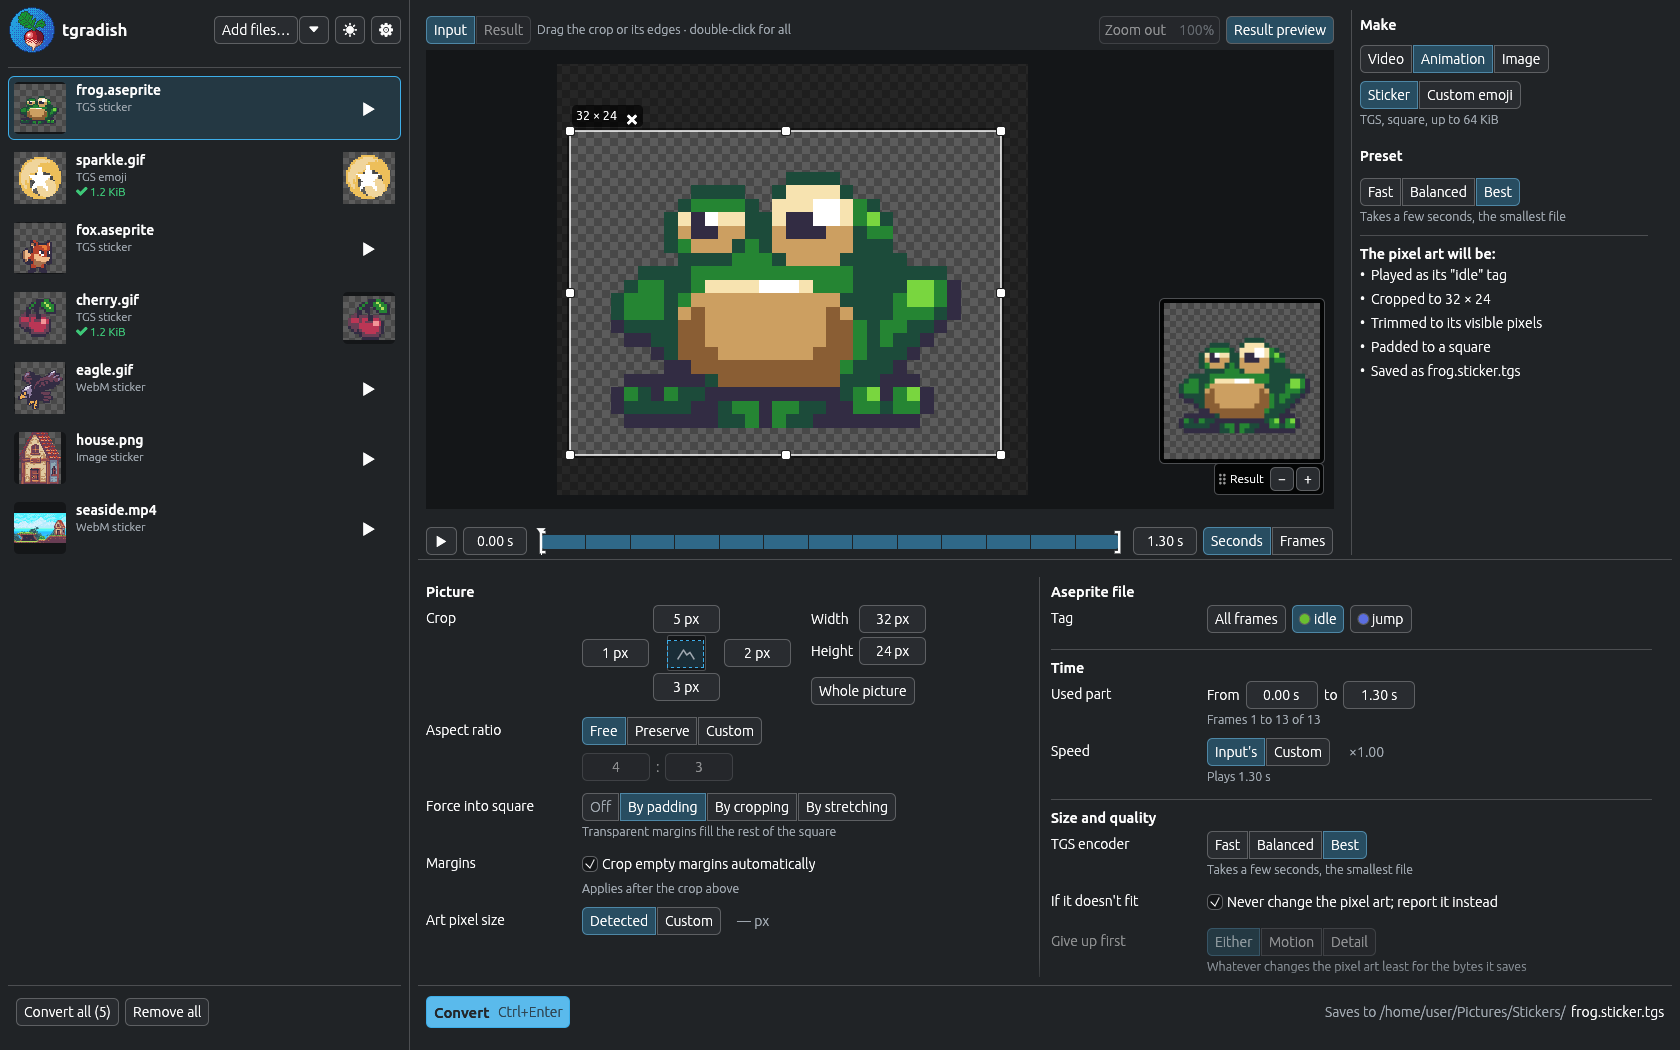 tgradish
Add files…
frog.aseprite
TGS sticker
sparkle.gif
TGS emoji
1.2 KiB
fox.aseprite
TGS sticker
cherry.gif
TGS sticker
1.2 KiB
eagle.gif
WebM sticker
house.png
Image sticker
seaside.mp4
WebM sticker
Convert all (5) Remove all
Input Result Drag the crop or its edges · double-click for all
Zoom out 100% Result preview
32 × 24
Result − +
0.00 s
1.30 s Seconds Frames
Make
Video Animation Image
Sticker Custom emoji
TGS, square, up to 64 KiB
Preset
Fast Balanced Best
Takes a few seconds, the smallest file
The pixel art will be:
• Played as its "idle" tag
• Cropped to 32 × 24
• Trimmed to its visible pixels
• Padded to a square
• Saved as frog.sticker.tgs
Picture
Crop
5 px
1 px
2 px
3 px
Width 32 px
Height 24 px
Whole picture
Aspect ratio Free Preserve Custom
4 : 3
Force into square Off By padding By cropping By stretching
Transparent margins fill the rest of the square
Margins Crop empty margins automatically
Applies after the crop above
Art pixel size Detected Custom — px
Aseprite file
Tag All frames idle jump
Time
Used part From 0.00 s to 1.30 s
Frames 1 to 13 of 13
Speed Input's Custom ×1.00
Plays 1.30 s
Size and quality
TGS encoder Fast Balanced Best
Takes a few seconds, the smallest file
If it doesn't fit Never change the pixel art; report it instead
Give up first Either Motion Detail
Whatever changes the pixel art least for the bytes it saves
Convert Ctrl+Enter
Saves to /home/user/Pictures/Stickers/ frog.sticker.tgs